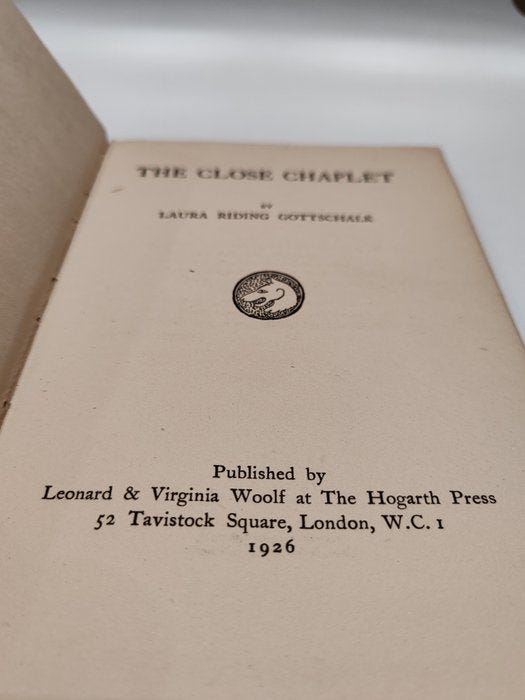 THE CLOSE CHAPLET
BY
LAURA RIDING GOTTSCHALK
Published by
Leonard & Virginia Woolf at The Hogarth Press
52 Tavistock Square, London, W.C. 1
1926